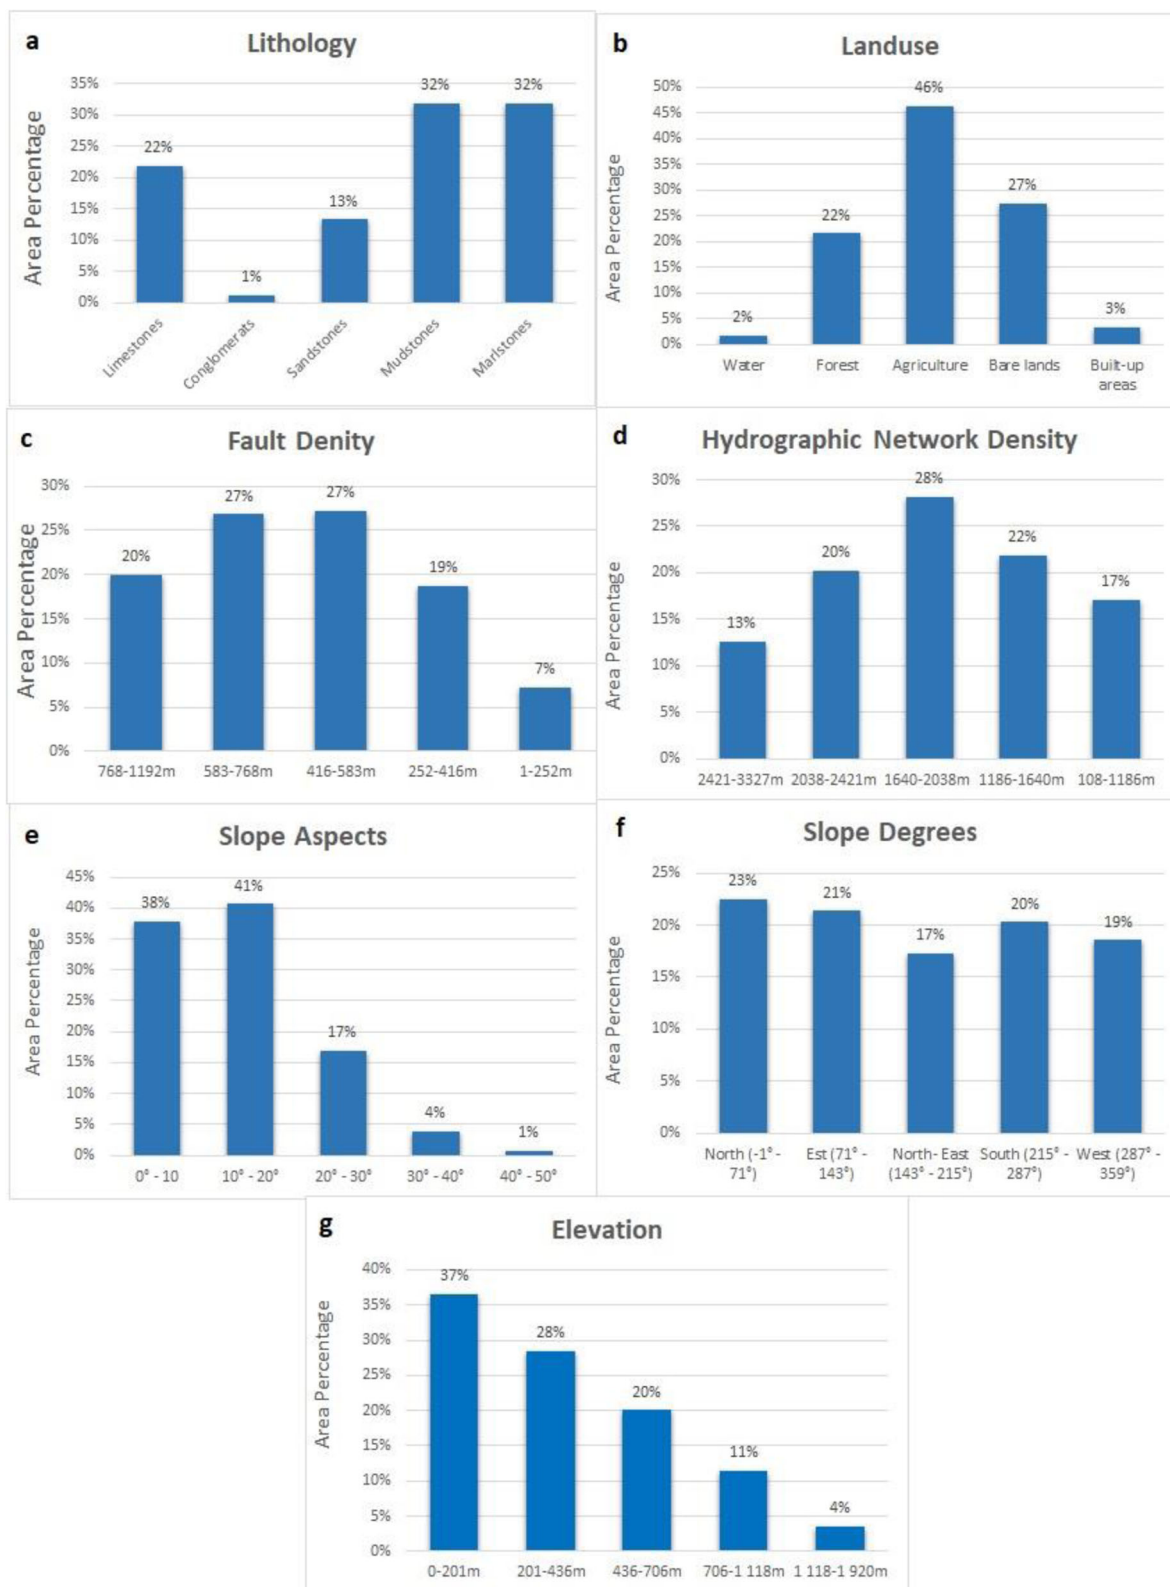 a
Lithology
Area Percentage
35%
30%
25%
20%
15%
10%
5%
0%
22%
1%
13%
32%
32%
Limestones
Conglomerats
Sandstones
Mudstones
Marlstones
b
Landuse
Area Percentage
50%
45%
40%
35%
30%
25%
20%
15%
10%
5%
0%
2%
22%
46%
27%
3%
Water
Forest
Agriculture
Bare lands
Built-up
areas
c
Fault Denity
Area Percentage
30%
25%
20%
15%
10%
5%
0%
20%
27%
27%
19%
7%
768-1192m
583-768m
416-583m
252-416m
1-252m
d
Hydrographic Network Density
Area Percentage
30%
25%
20%
15%
10%
5%
0%
13%
20%
28%
22%
17%
2421-3327m
2038-2421m
1640-2038m
1186-1640m
108-1186m
e
Slope Aspects
Area Percentage
45%
40%
35%
30%
25%
20%
15%
10%
5%
0%
38%
41%
17%
4%
1%
0° - 10
10° - 20°
20° - 30°
30° - 40°
40° - 50°
f
Slope Degrees
Area Percentage
25%
20%
15%
10%
5%
0%
23%
21%
17%
20%
19%
North (-1° -
71°)
Est (71° -
143°)
North- East
(143° - 215°)
South (215° -
287°)
West (287° -
359°)
g
Elevation
Area Percentage
40%
35%
30%
25%
20%
15%
10%
5%
0%
37%
28%
20%
11%
4%
0-201m
201-436m
436-706m
706-1 118m
1 118-1 920m